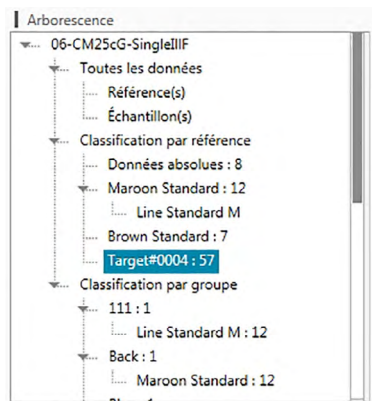 Arborescence
06-CM25cG-SingleIllF
Toutes les données
Référence(s)
Échantillon(s)
Classification par référence
Données absolues : 8
Maroon Standard : 12
Line Standard M
Brown Standard : 7
Target#0004 : 57
Classification par groupe
111 : 1
Line Standard M : 12
Back : 1
Maroon Standard : 12